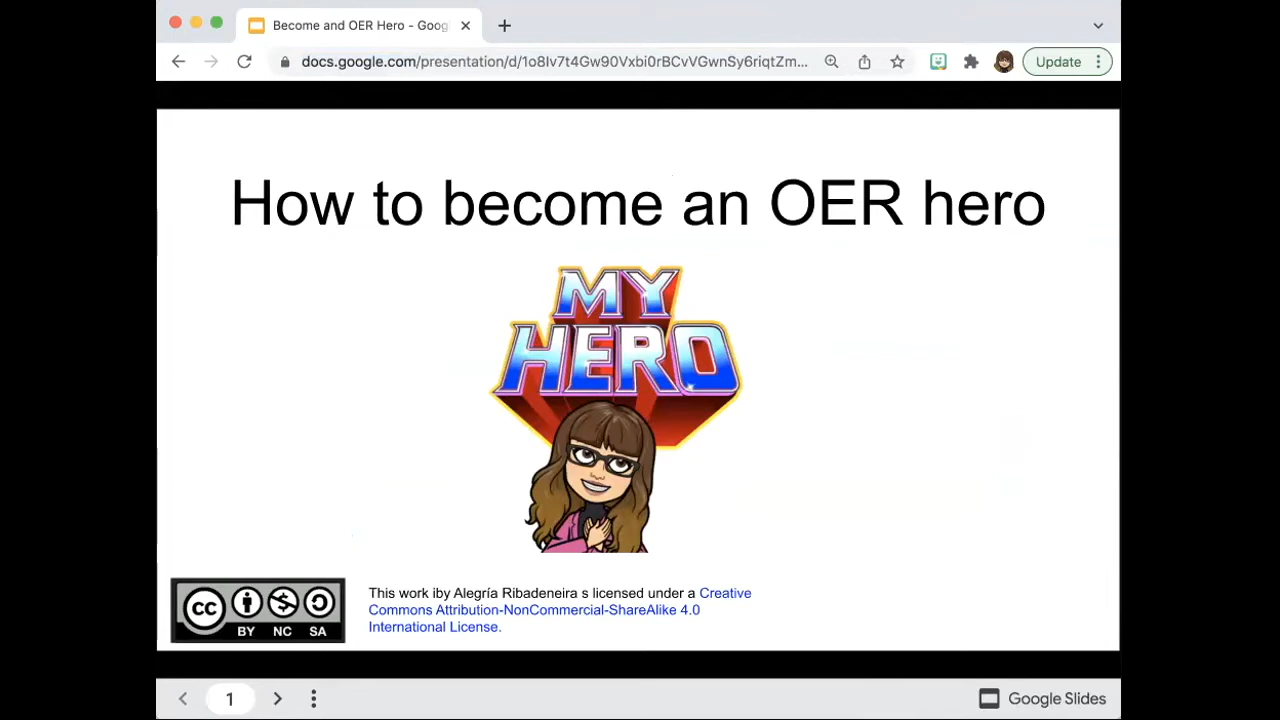 Become and OER Hero - Goog
docs.google.com/presentation/d/1o8Iv7t4Gw90Vxbi0rBCvVGwnSy6riqtZm...
Update
How to become an OER hero
MY
HERO
CC
BY NC SA
This work iby Alegría Ribadeneira s licensed under a Creative
Commons Attribution-NonCommercial-ShareAlike 4.0
International License.
1
Google Slides